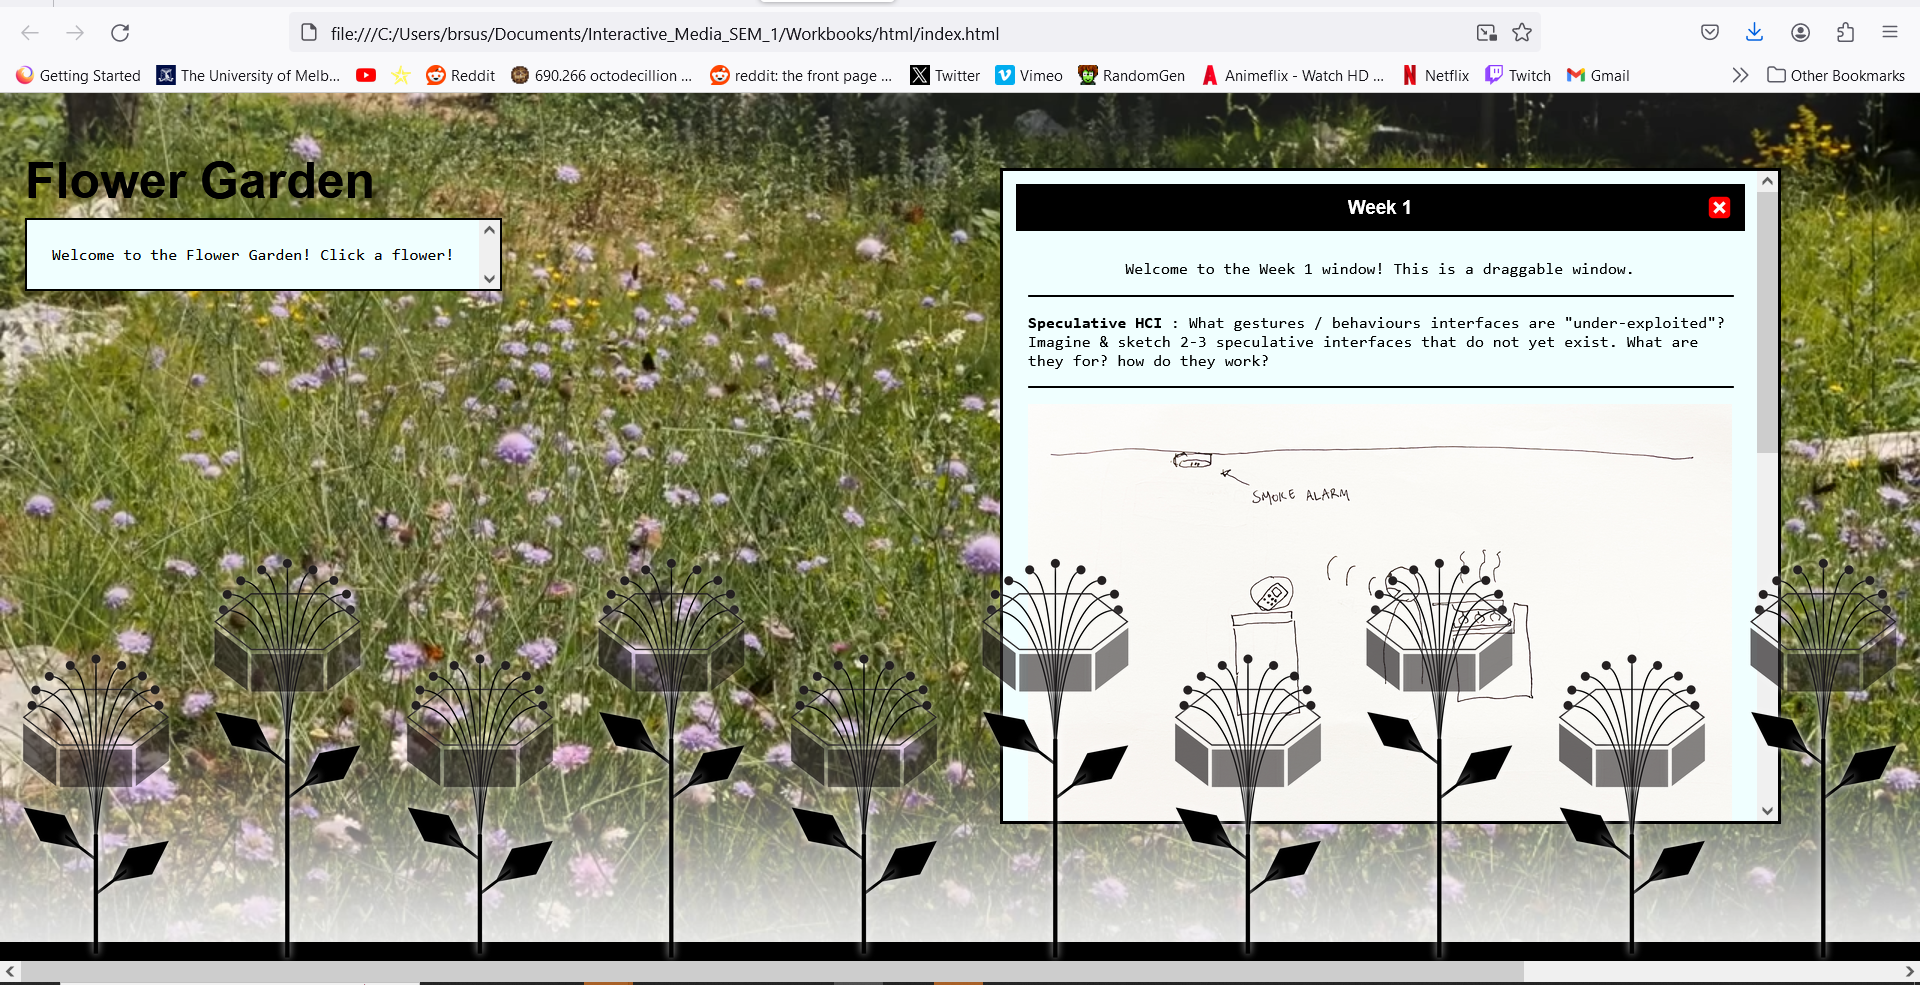 file:///C:/Users/brsus/Documents/Interactive_Media_SEM_1/Workbooks/html/index.html
Getting Started The University of Melb... Reddit 690.266 octodecillion ... reddit: the front page ... Twitter Vimeo RandomGen Animeflix - Watch HD ... Netflix Twitch Gmail Other Bookmarks
Flower Garden
Welcome to the Flower Garden! Click a flower!
Week 1
Welcome to the Week 1 window! This is a draggable window.
Speculative HCI : What gestures / behaviours interfaces are "under-exploited"?
Imagine & sketch 2-3 speculative interfaces that do not yet exist. What are
they for? how do they work?
SMOKE ALARM